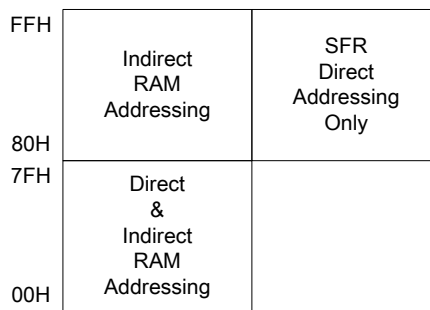 FFH
Indirect
RAM
Addressing
SFR
Direct
Addressing
Only
80H
7FH
Direct
&
Indirect
RAM
Addressing
00H